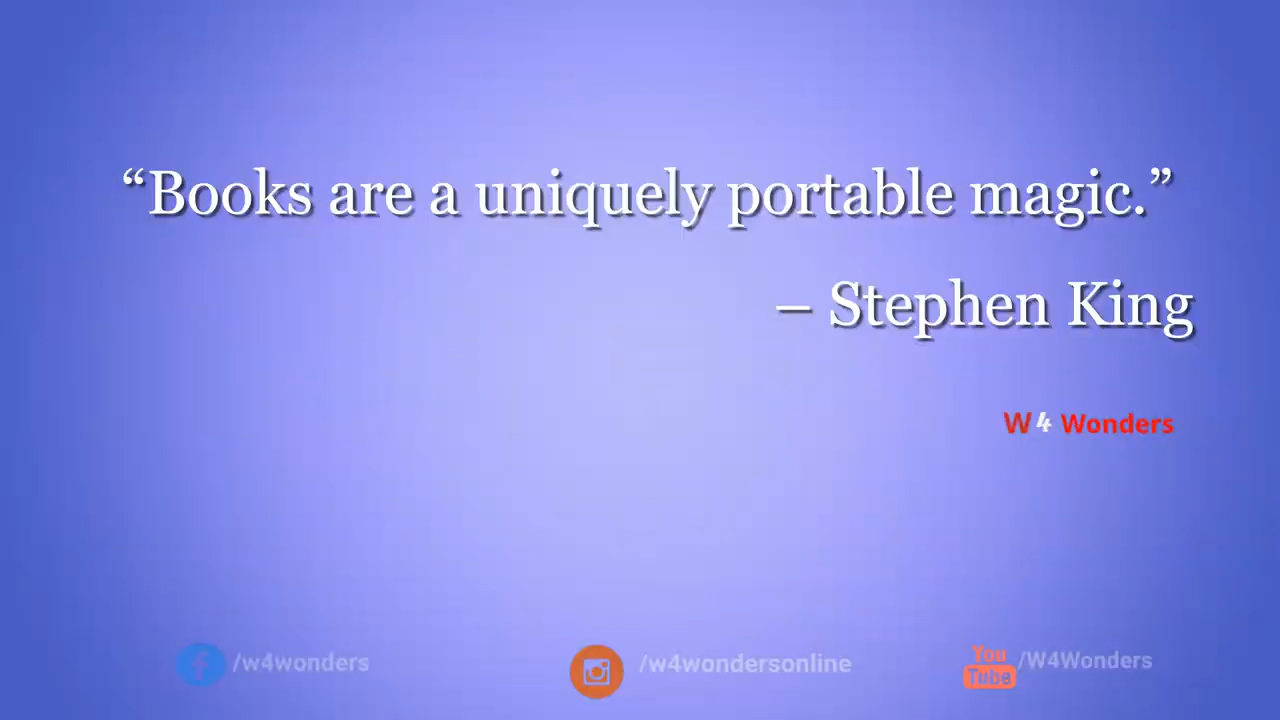 “Books are a uniquely portable magic.”
– Stephen King
W4 Wonders
/w4wonders
/w4wondersonline
You Tube /W4Wonders